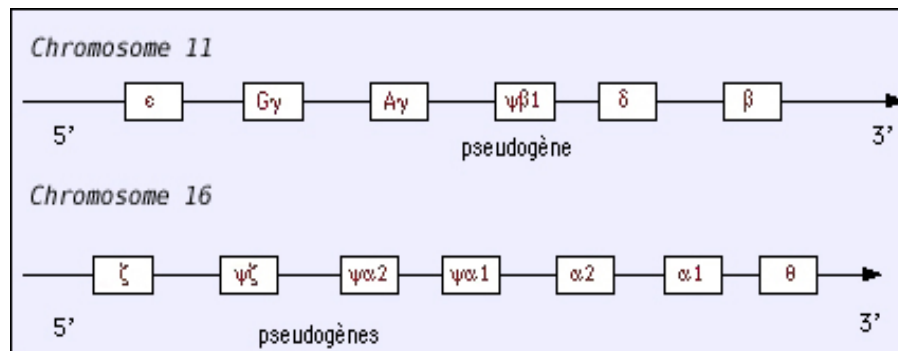 Chromosome 11
ε Gγ Aγ ψβ1 δ β
5' 3'
pseudogène
Chromosome 16
ζ ψζ ψα2 ψα1 α2 α1 θ
5' 3'
pseudogènes